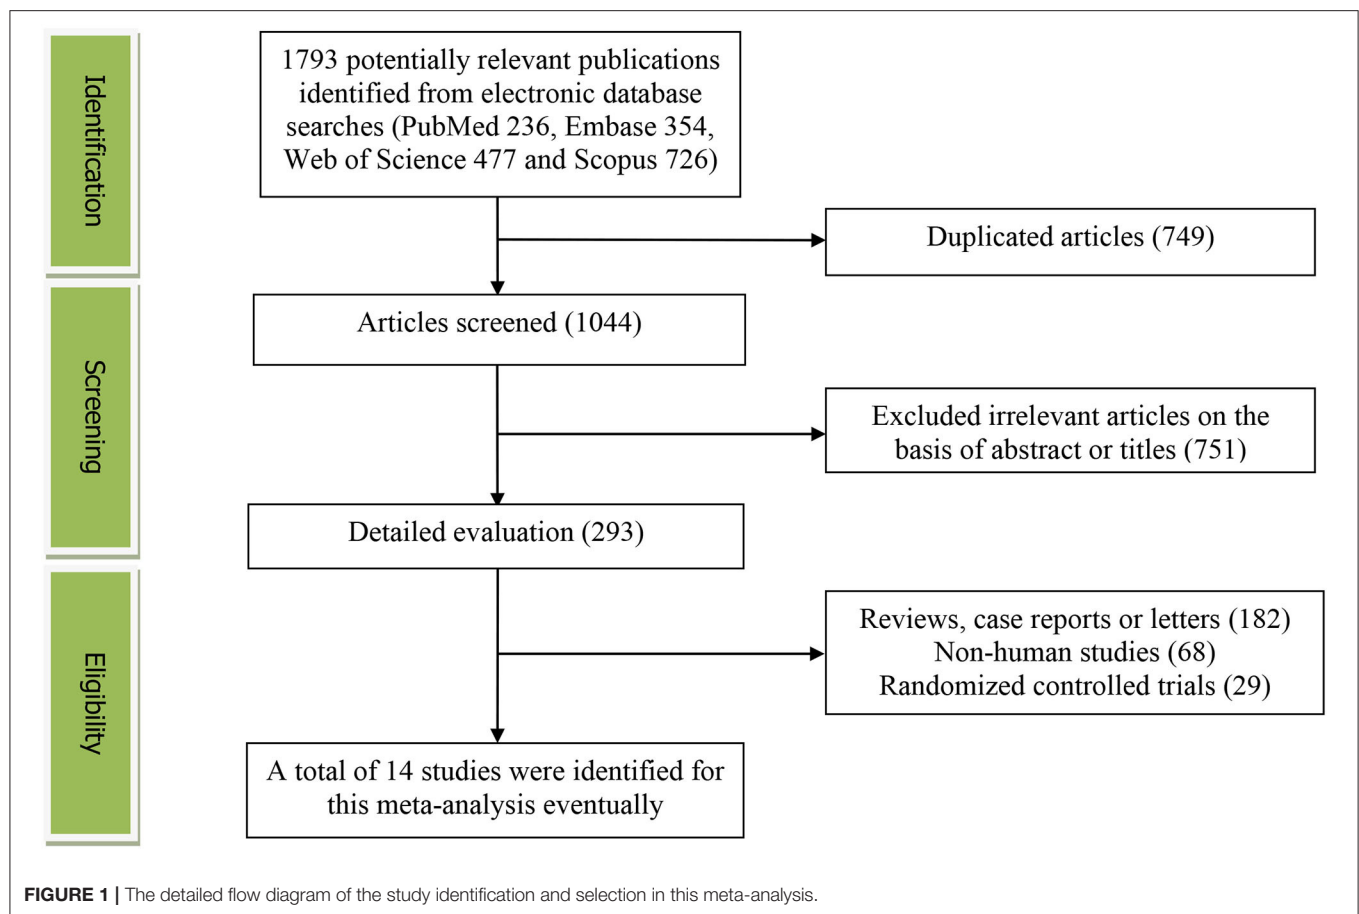 Identification
1793 potentially relevant publications
identified from electronic database
searches (PubMed 236, Embase 354,
Web of Science 477 and Scopus 726)
Duplicated articles (749)
Screening
Articles screened (1044)
Excluded irrelevant articles on the
basis of abstract or titles (751)
Detailed evaluation (293)
Eligibility
Reviews, case reports or letters (182)
Non-human studies (68)
Randomized controlled trials (29)
A total of 14 studies were identified for
this meta-analysis eventually
FIGURE 1 | The detailed flow diagram of the study identification and selection in this meta-analysis.